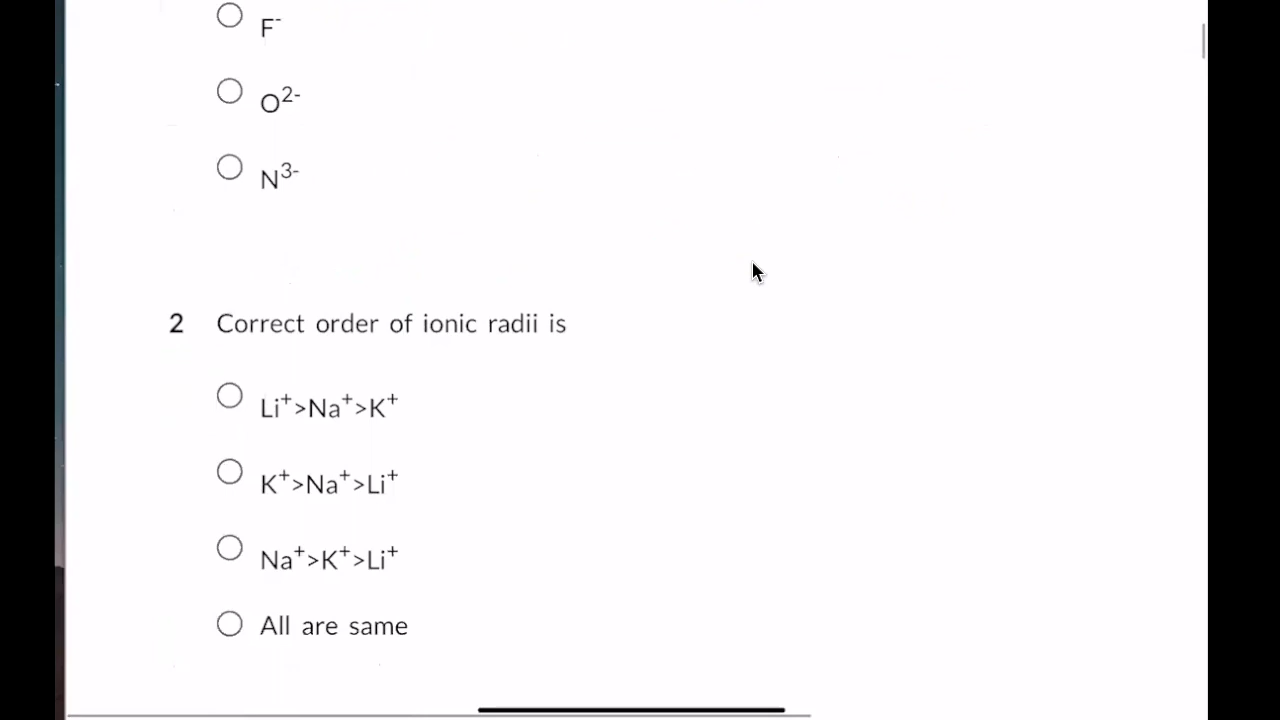 F⁻
O²⁻
N³⁻
2 Correct order of ionic radii is
Li⁺>Na⁺>K⁺
K⁺>Na⁺>Li⁺
Na⁺>K⁺>Li⁺
All are same